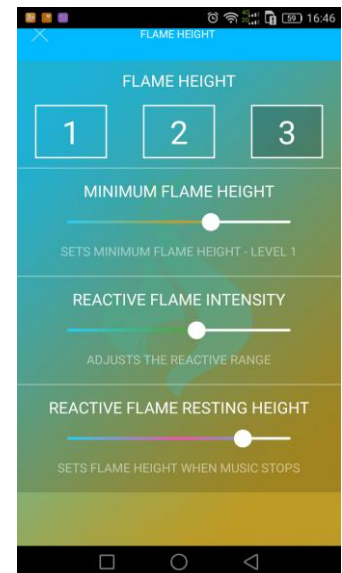 59 16:46
FLAME HEIGHT
FLAME HEIGHT
1 2 3
MINIMUM FLAME HEIGHT
SETS MINIMUM FLAME HEIGHT - LEVEL 1
REACTIVE FLAME INTENSITY
ADJUSTS THE REACTIVE RANGE
REACTIVE FLAME RESTING HEIGHT
SETS FLAME HEIGHT WHEN MUSIC STOPS